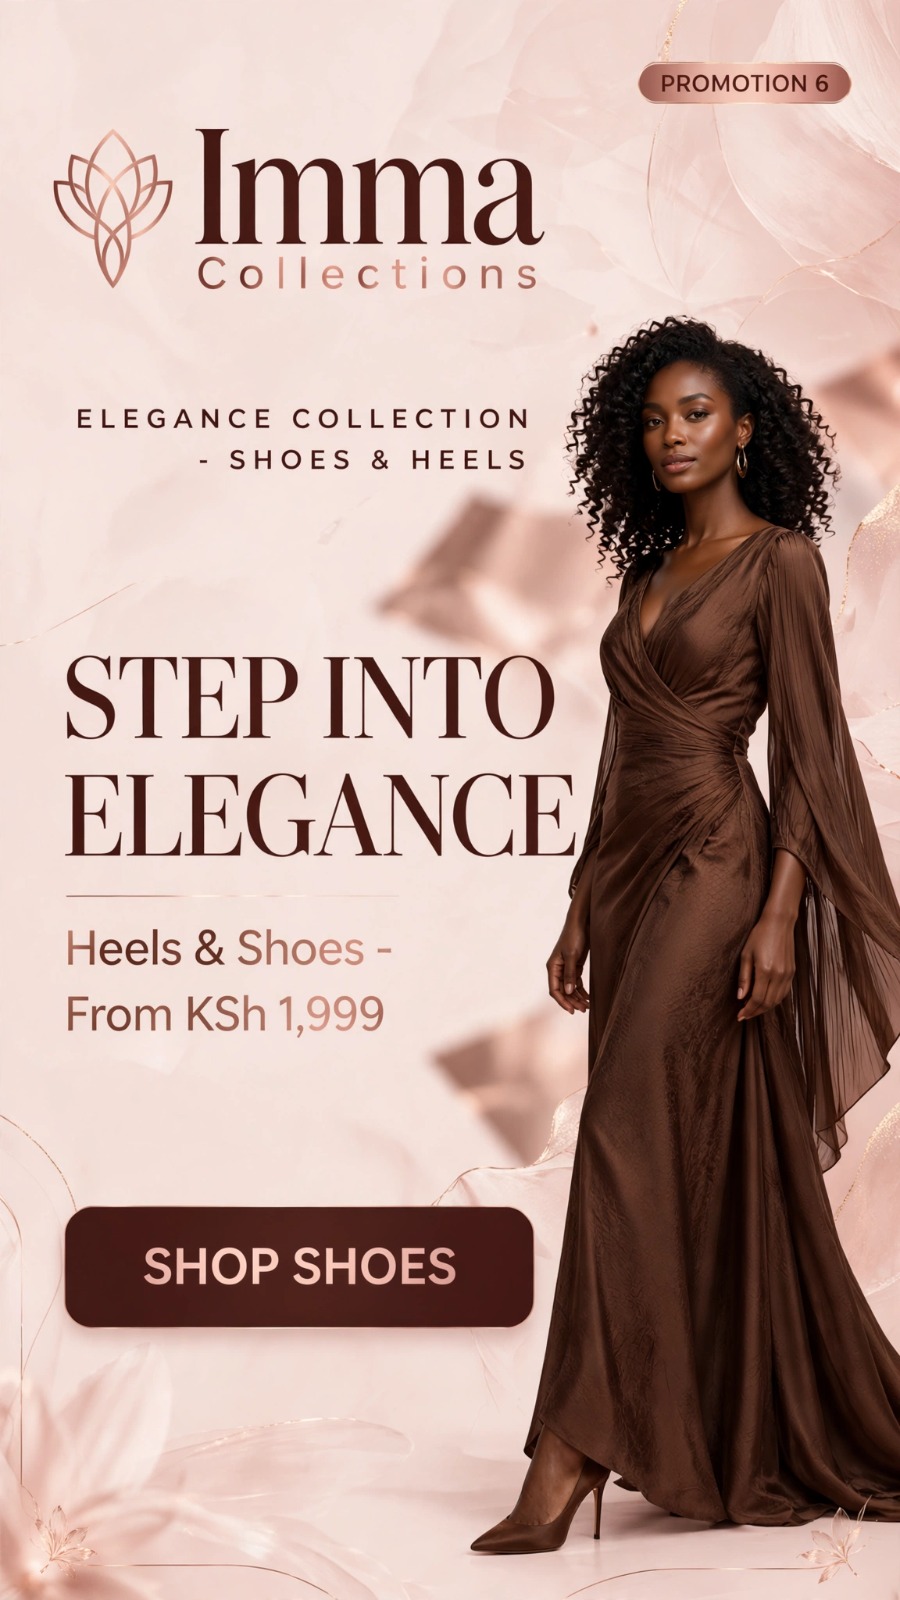 PROMOTION 6
Imma
Collections
ELEGANCE COLLECTION
- SHOES & HEELS
STEP INTO
ELEGANCE
Heels & Shoes -
From KSh 1,999
SHOP SHOES